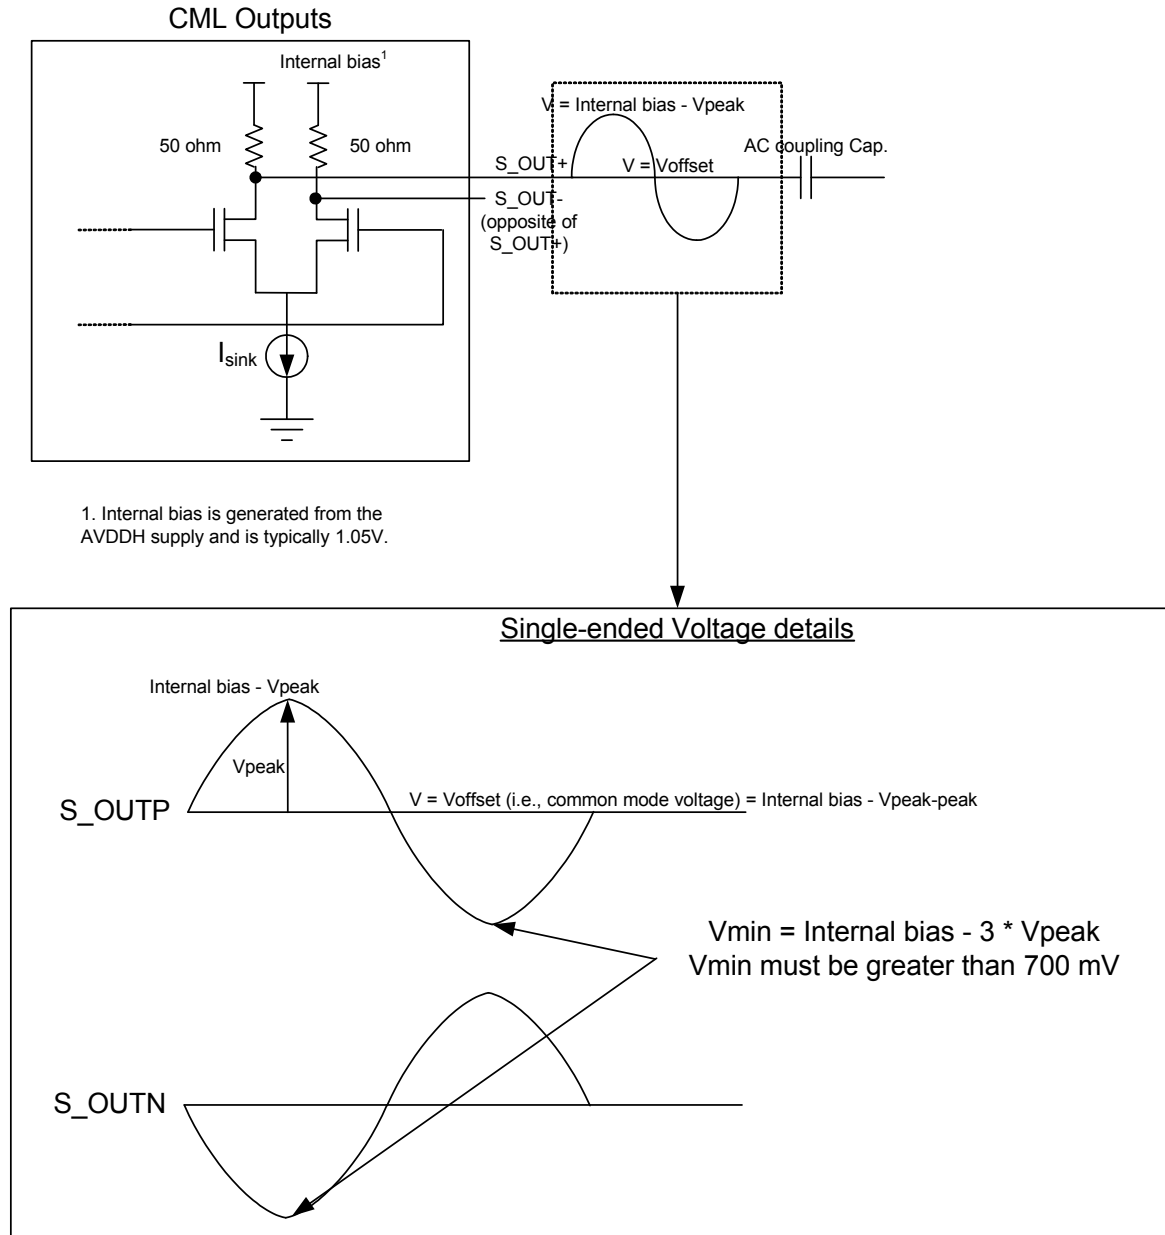 CML Outputs
Internal bias1
50 ohm
50 ohm
V = Internal bias - Vpeak
AC coupling Cap.
S_OUT+
V = Voffset
S_OUT-
(opposite of
S_OUT+)
Isink
1. Internal bias is generated from the
AVDDH supply and is typically 1.05V.
Single-ended Voltage details
Internal bias - Vpeak
Vpeak
S_OUTP
V = Voffset (i.e., common mode voltage) = Internal bias - Vpeak-peak
Vmin = Internal bias - 3 * Vpeak
Vmin must be greater than 700 mV
S_OUTN